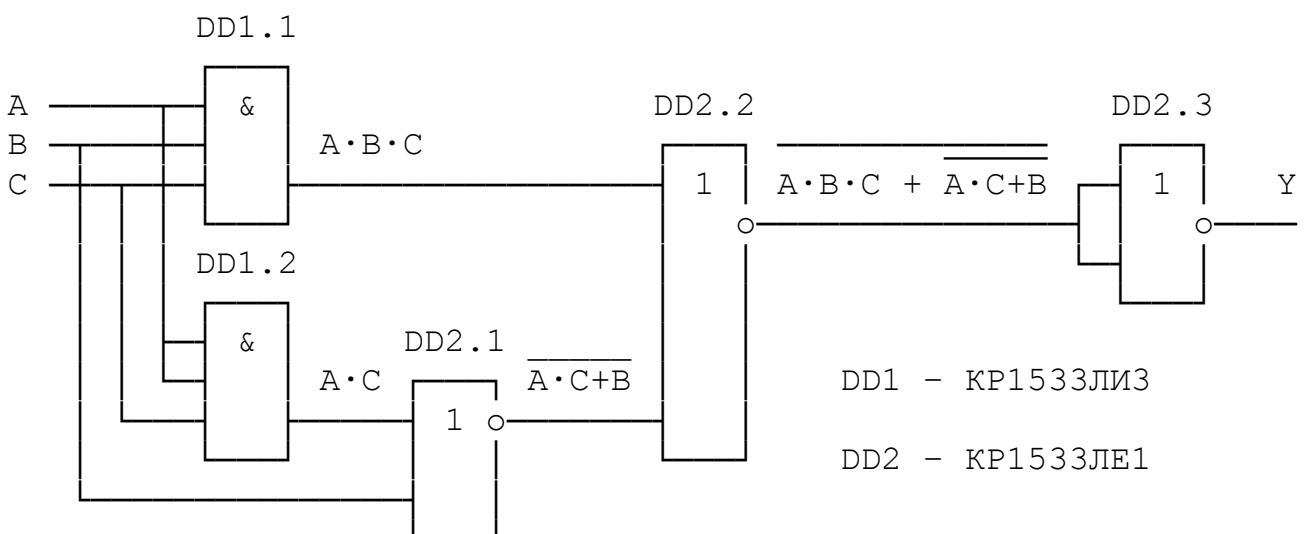 DD1.1
A & DD2.2 DD2.3
B A·B·C
C 1 A·B·C + A·C+B 1 Y
DD1.2
& DD2.1
A·C A·C+B DD1 – КР1533ЛИ3
1
DD2 – КР1533ЛЕ1